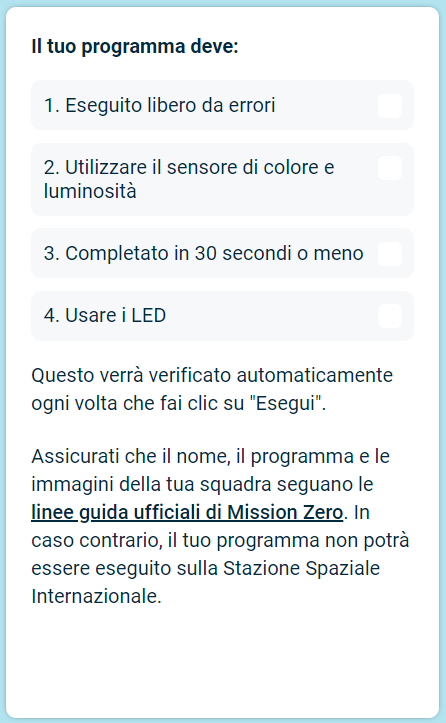 Il tuo programma deve:
1. Eseguito libero da errori
2. Utilizzare il sensore di colore e
luminosità
3. Completato in 30 secondi o meno
4. Usare i LED
Questo verrà verificato automaticamente
ogni volta che fai clic su "Esegui".
Assicurati che il nome, il programma e le
immagini della tua squadra seguano le
linee guida ufficiali di Mission Zero. In
caso contrario, il tuo programma non potrà
essere eseguito sulla Stazione Spaziale
Internazionale.